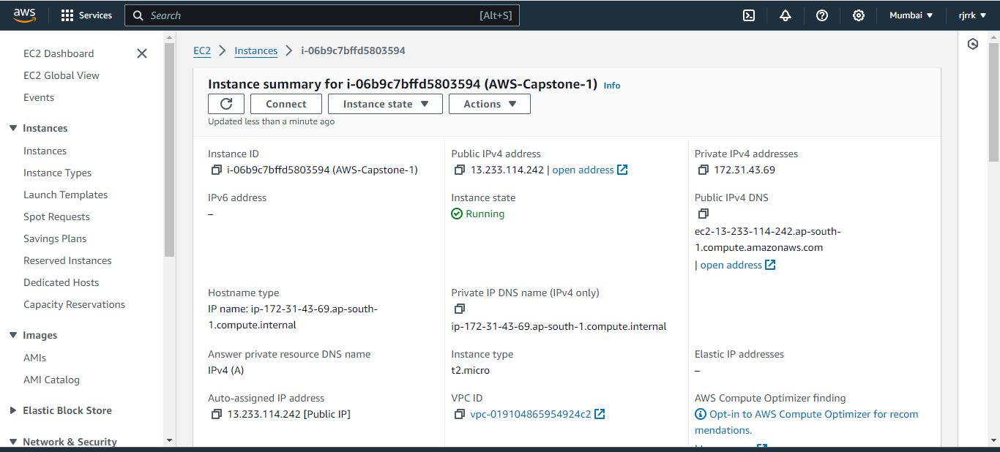 aws
Services
Search
[Alt+S]
Mumbai
rjrrk
EC2 Dashboard
EC2 Global View
Events
Instances
Instances
Instance Types
Launch Templates
Spot Requests
Savings Plans
Reserved Instances
Dedicated Hosts
Capacity Reservations
Images
AMIs
AMI Catalog
Elastic Block Store
Network & Security
EC2 Instances i-06b9c7bffd5803594
Instance summary for i-06b9c7bffd5803594 (AWS-Capstone-1) Info
Connect
Instance state
Actions
Updated less than a minute ago
Instance ID
i-06b9c7bffd5803594 (AWS-Capstone-1)
Public IPv4 address
13.233.114.242 | open address
Private IPv4 addresses
172.31.43.69
IPv6 address
–
Instance state
Running
Public IPv4 DNS
ec2-13-233-114-242.ap-south-
1.compute.amazonaws.com
| open address
Hostname type
IP name: ip-172-31-43-69.ap-south-
1.compute.internal
Private IP DNS name (IPv4 only)
ip-172-31-43-69.ap-south-1.compute.internal
Answer private resource DNS name
IPv4 (A)
Instance type
t2.micro
Elastic IP addresses
–
Auto-assigned IP address
13.233.114.242 [Public IP]
VPC ID
vpc-019104865954924c2
AWS Compute Optimizer finding
Opt-in to AWS Compute Optimizer for recom
mendations.